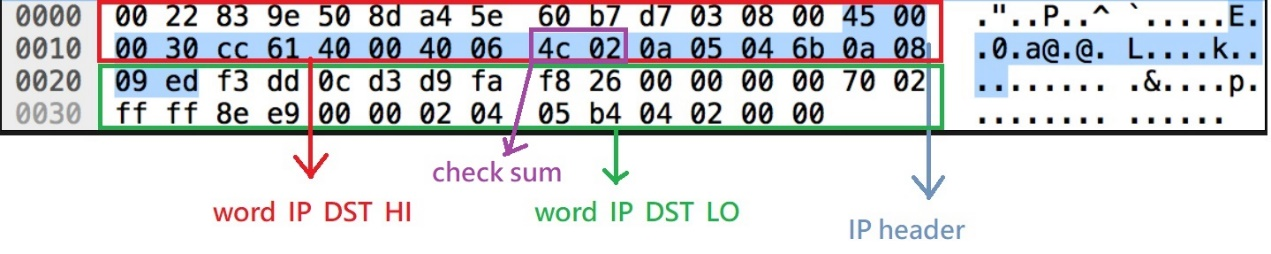 0000 00 22 83 9e 50 8d a4 5e 60 b7 d7 03 08 00 45 00 ."..P..^ `.....E.
0010 00 30 cc 61 40 00 40 06 4c 02 0a 05 04 6b 0a 08 .0.a@.@. L....k..
0020 09 ed f3 dd 0c d3 d9 fa f8 26 00 00 00 00 70 02 ........ .&....p.
0030 ff ff 8e e9 00 00 02 04 05 b4 04 02 00 00 ........ ......
check sum
word IP DST HI word IP DST LO
IP header